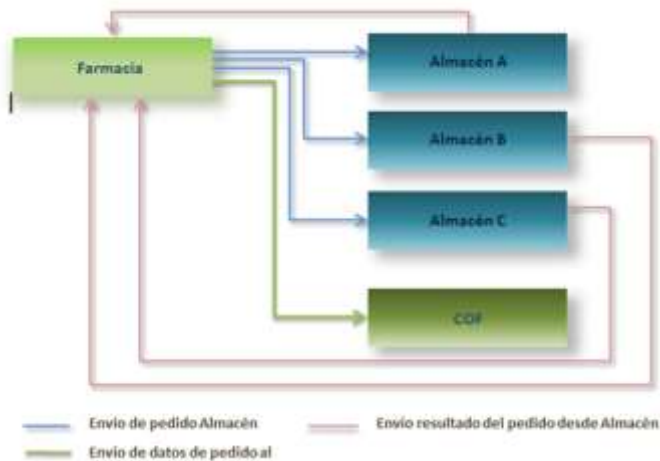 Farmacia
Almacén A
Almacén B
Almacén C
COF
Envío de pedido Almacén
Envío resultado del pedido desde Almacén
Envío de datos de pedido al